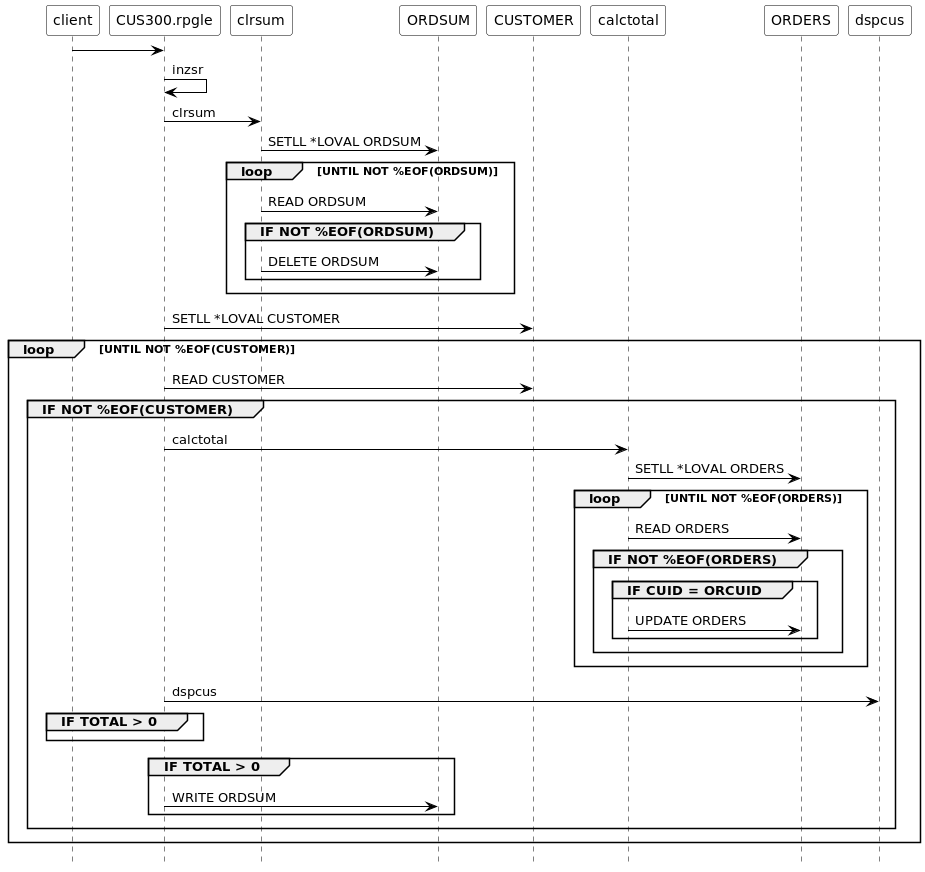 client CUS300.rpgle clrsum ORDSUM CUSTOMER calctotal ORDERS dspcus
inzsr
clrsum
SETLL *LOVAL ORDSUM
loop [UNTIL NOT %EOF(ORDSUM)]
READ ORDSUM
IF NOT %EOF(ORDSUM)
DELETE ORDSUM
SETLL *LOVAL CUSTOMER
loop [UNTIL NOT %EOF(CUSTOMER)]
READ CUSTOMER
IF NOT %EOF(CUSTOMER)
calctotal
SETLL *LOVAL ORDERS
loop [UNTIL NOT %EOF(ORDERS)]
READ ORDERS
IF NOT %EOF(ORDERS)
IF CUID = ORCUID
UPDATE ORDERS
dspcus
IF TOTAL > 0
IF TOTAL > 0
WRITE ORDSUM